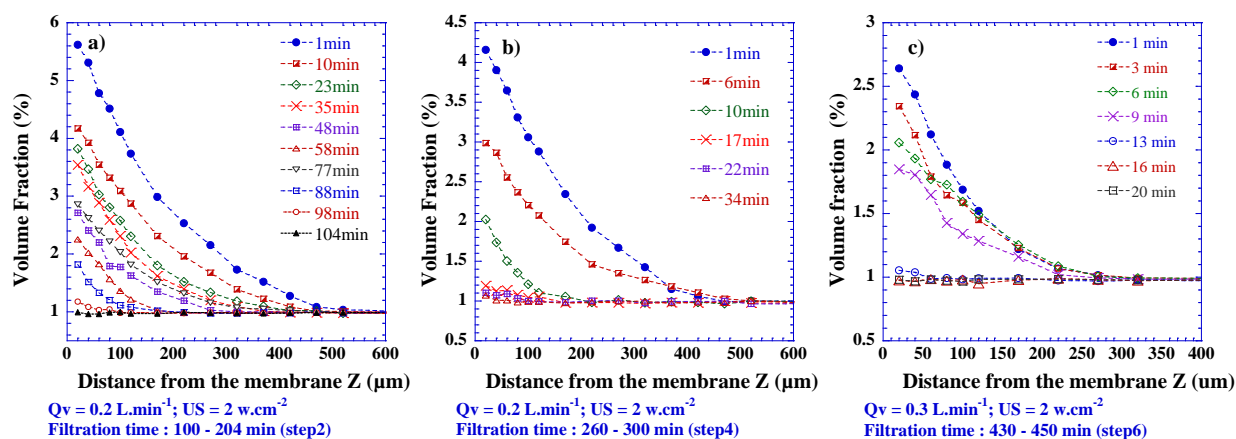 a)
1min
10min
23min
35min
48min
58min
77min
88min
98min
104min
Volume Fraction (%)
6
5
4
3
2
1
0 100 200 300 400 500 600
Distance from the membrane Z (µm)
Qv = 0.2 L.min-1; US = 2 w.cm-2
Filtration time : 100 - 204 min (step2)
b)
1min
6min
10min
17min
22min
34min
Volume Fraction (%)
4.5
4
3.5
3
2.5
2
1.5
1
0.5
0 100 200 300 400 500 600
Distance from the membrane Z (µm)
Qv = 0.2 L.min-1; US = 2 w.cm-2
Filtration time : 260 - 300 min (step4)
c)
1 min
3 min
6 min
9 min
13 min
16 min
20 min
Volume fraction (%)
3
2.5
2
1.5
1
0.5
0 50 100 150 200 250 300 350 400
Distance from the membrane Z (um)
Qv = 0.3 L.min-1; US = 2 w.cm-2
Filtration time : 430 - 450 min (step6)